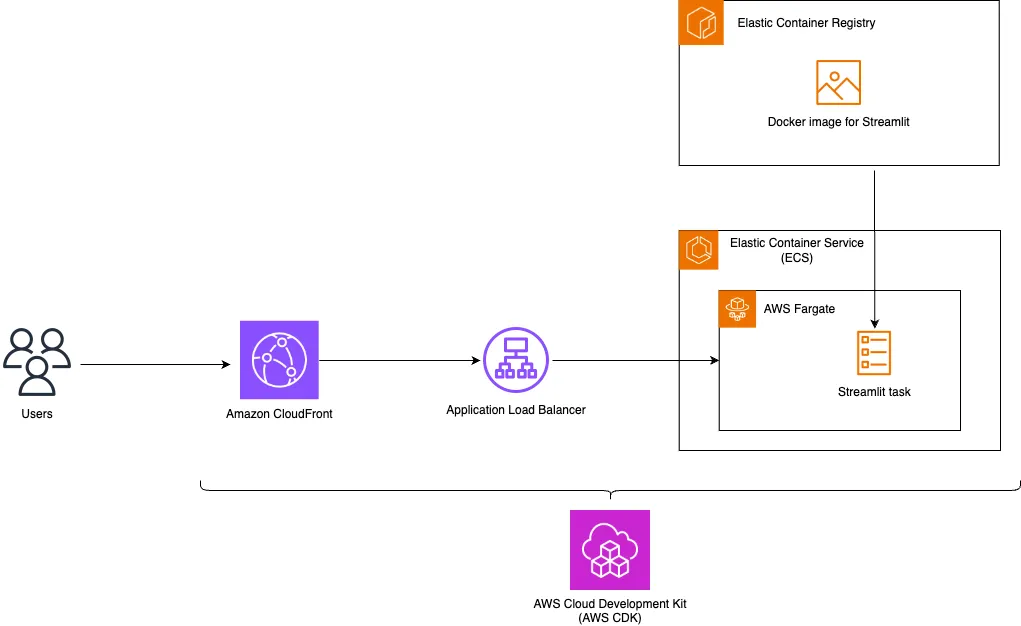 Elastic Container Registry
Docker image for Streamlit
Elastic Container Service
(ECS)
AWS Fargate
Streamlit task
Users
Amazon CloudFront
Application Load Balancer
AWS Cloud Development Kit
(AWS CDK)